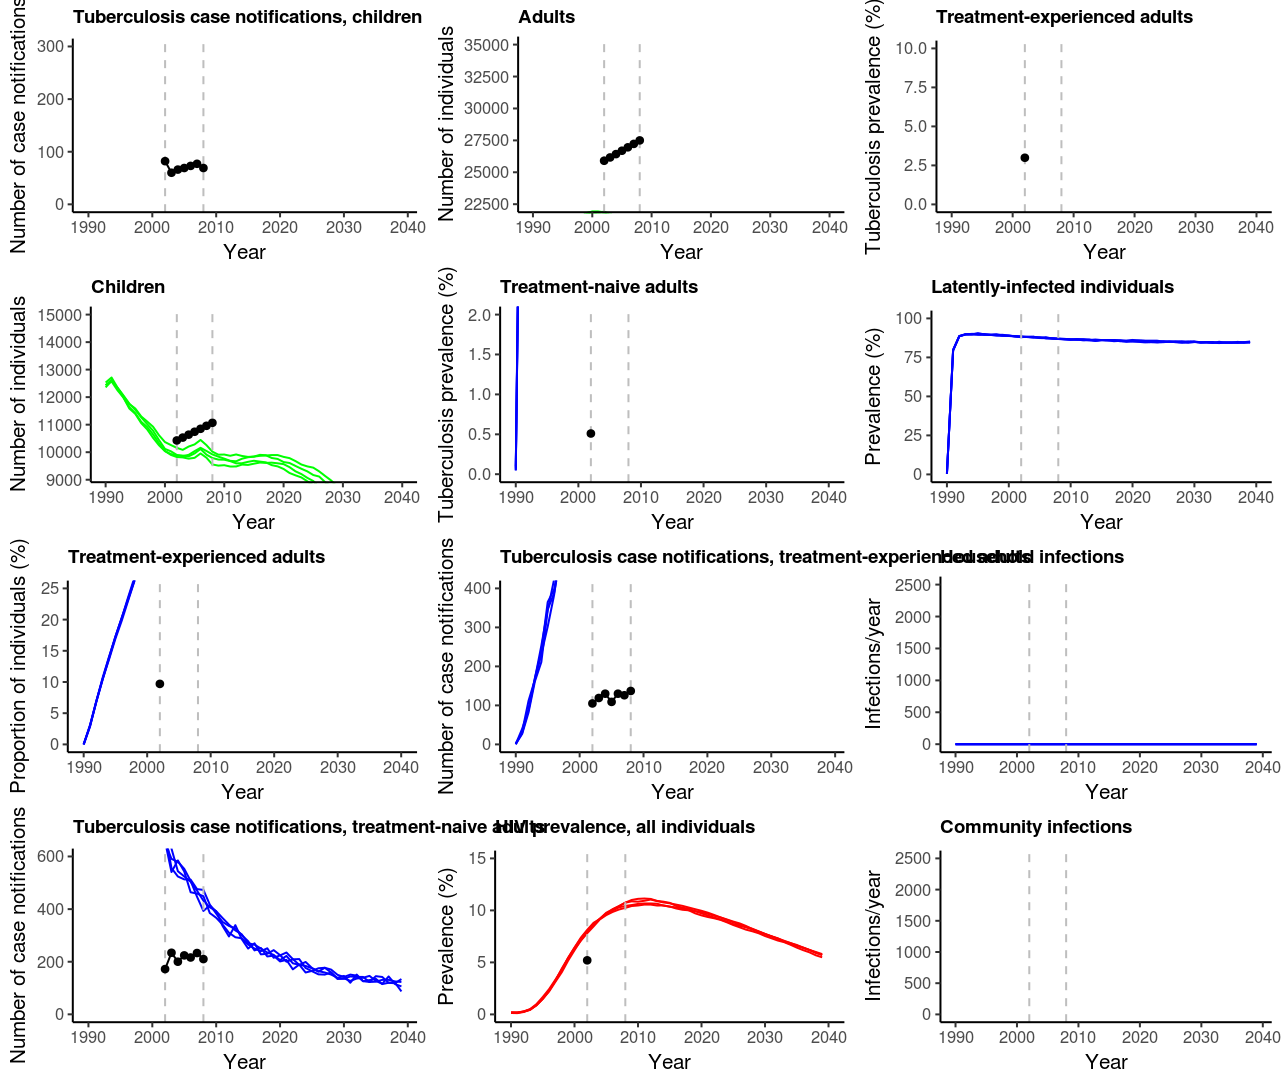 Tuberculosis case notifications, children
Number of case notifications
300
200
100
0
1990 2000 2010 2020 2030 2040
Year
Adults
Number of individuals
35000
32500
30000
27500
25000
22500
1990 2000 2010 2020 2030 2040
Year
Treatment-experienced adults
Tuberculosis prevalence (%)
10.0
7.5
5.0
2.5
0.0
1990 2000 2010 2020 2030 2040
Year
Children
Number of individuals
15000
14000
13000
12000
11000
10000
9000
1990 2000 2010 2020 2030 2040
Year
Treatment-naive adults
Tuberculosis prevalence (%)
2.0
1.5
1.0
0.5
0.0
1990 2000 2010 2020 2030 2040
Year
Latently-infected individuals
Prevalence (%)
100
75
50
25
0
1990 2000 2010 2020 2030 2040
Year
Treatment-experienced adults
Proportion of individuals (%)
25
20
15
10
5
0
1990 2000 2010 2020 2030 2040
Year
Tuberculosis case notifications, treatment-experienced adults
Number of case notifications
400
300
200
100
0
1990 2000 2010 2020 2030 2040
Year
Household infections
Infections/year
2500
2000
1500
1000
500
0
1990 2000 2010 2020 2030 2040
Year
Tuberculosis case notifications, treatment-naive adults
Number of case notifications
600
400
200
0
1990 2000 2010 2020 2030 2040
Year
HIV prevalence, all individuals
Prevalence (%)
15
10
5
0
1990 2000 2010 2020 2030 2040
Year
Community infections
Infections/year
2500
2000
1500
1000
500
0
1990 2000 2010 2020 2030 2040
Year